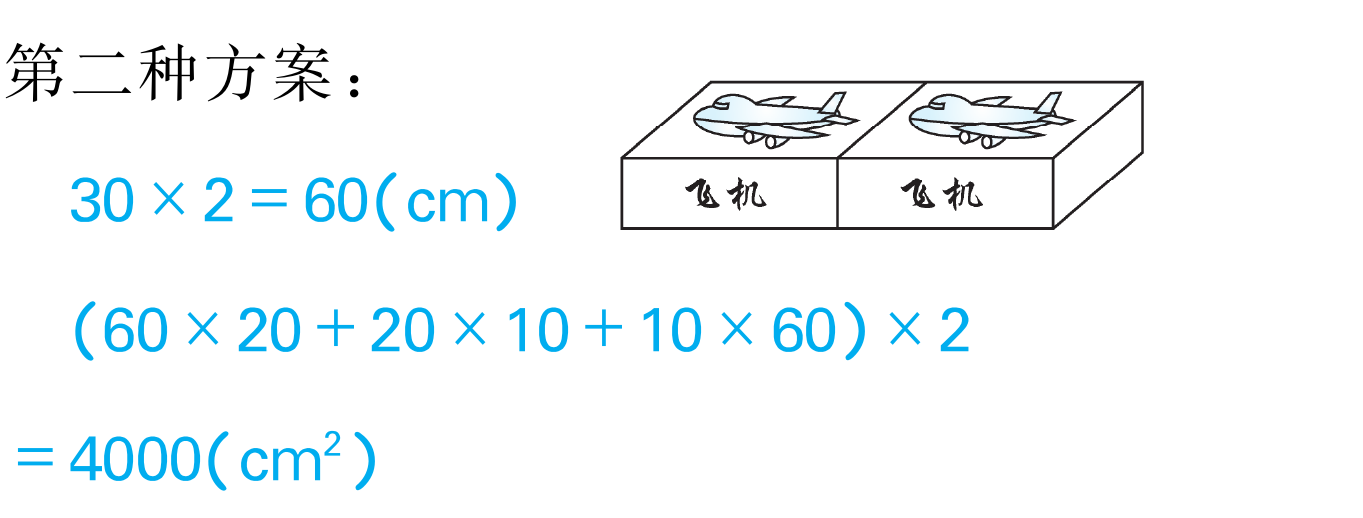 第二种方案：
30×2=60(cm)
飞机 飞机
(60×20+20×10+10×60)×2
=4000(cm²)